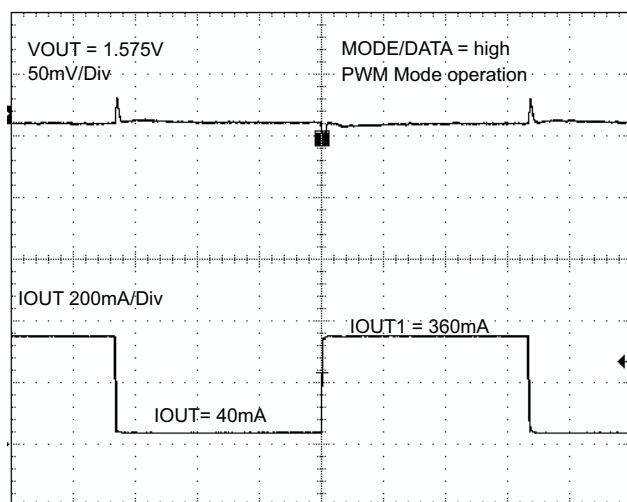 VOUT = 1.575V
50mV/Div
MODE/DATA = high
PWM Mode operation
IOUT 200mA/Div
IOUT1 = 360mA
IOUT= 40mA